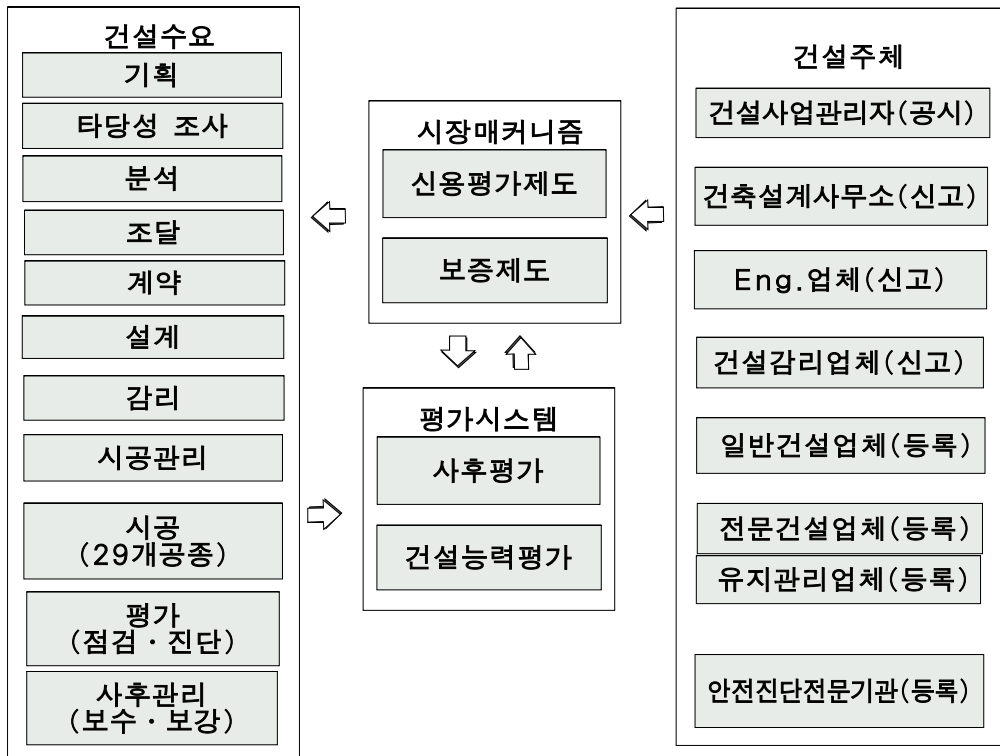 건설수요
기획
타당성 조사
분석
조달
계약
설계
감리
시공관리
시공
(29개공종)
평가
(점검 · 진단)
사후관리
(보수 · 보강)
시장매커니즘
신용평가제도
보증제도
평가시스템
사후평가
건설능력평가
건설주체
건설사업관리자(공시)
건축설계사무소(신고)
Eng.업체(신고)
건설감리업체(신고)
일반건설업체(등록)
전문건설업체(등록)
유지관리업체(등록)
안전진단전문기관(등록)